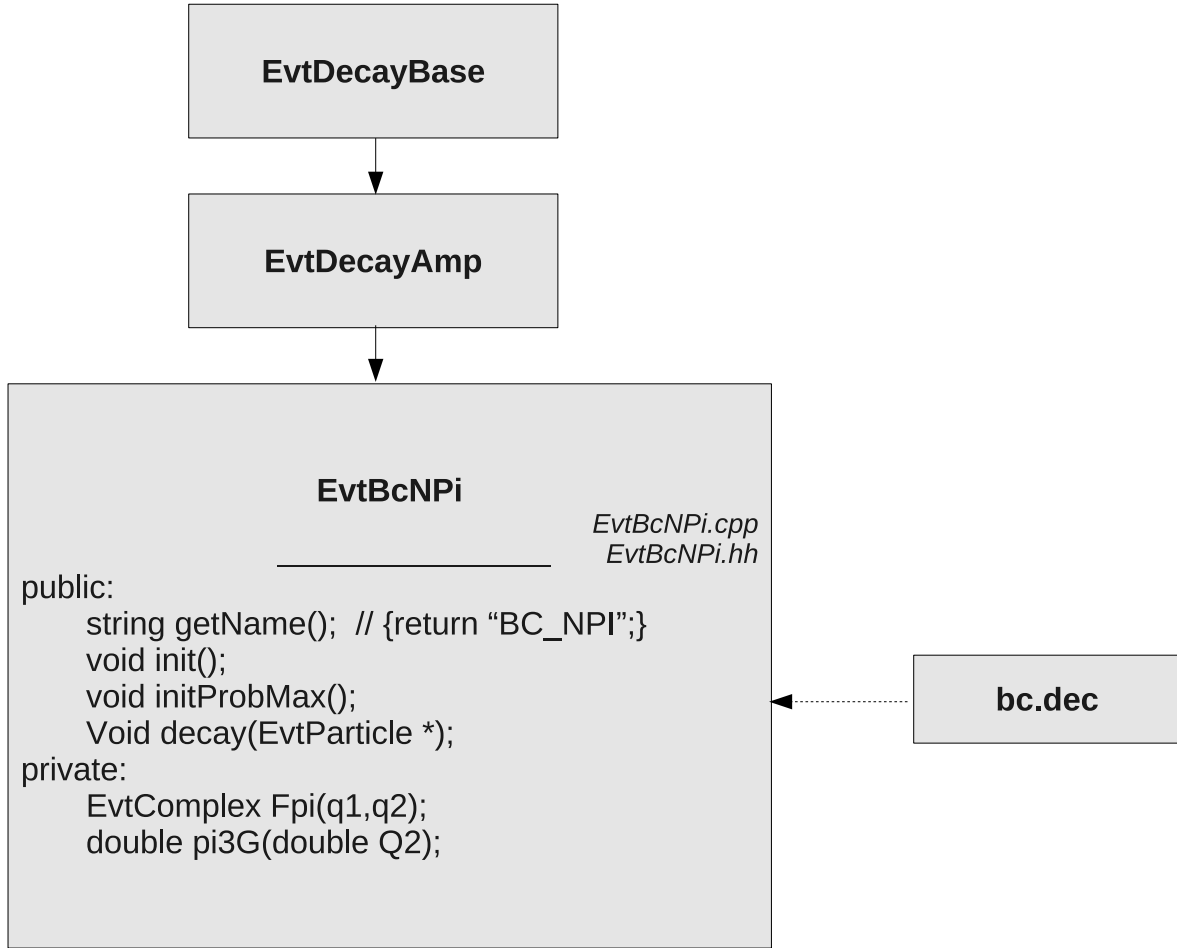 EvtDecayBase
EvtDecayAmp
EvtBcNPi
EvtBcNPi.cpp
EvtBcNPi.hh
public:
string getName(); // {return “BC_NPI”;}
void init();
void initProbMax();
Void decay(EvtParticle *);
private:
EvtComplex Fpi(q1,q2);
double pi3G(double Q2);
bc.dec